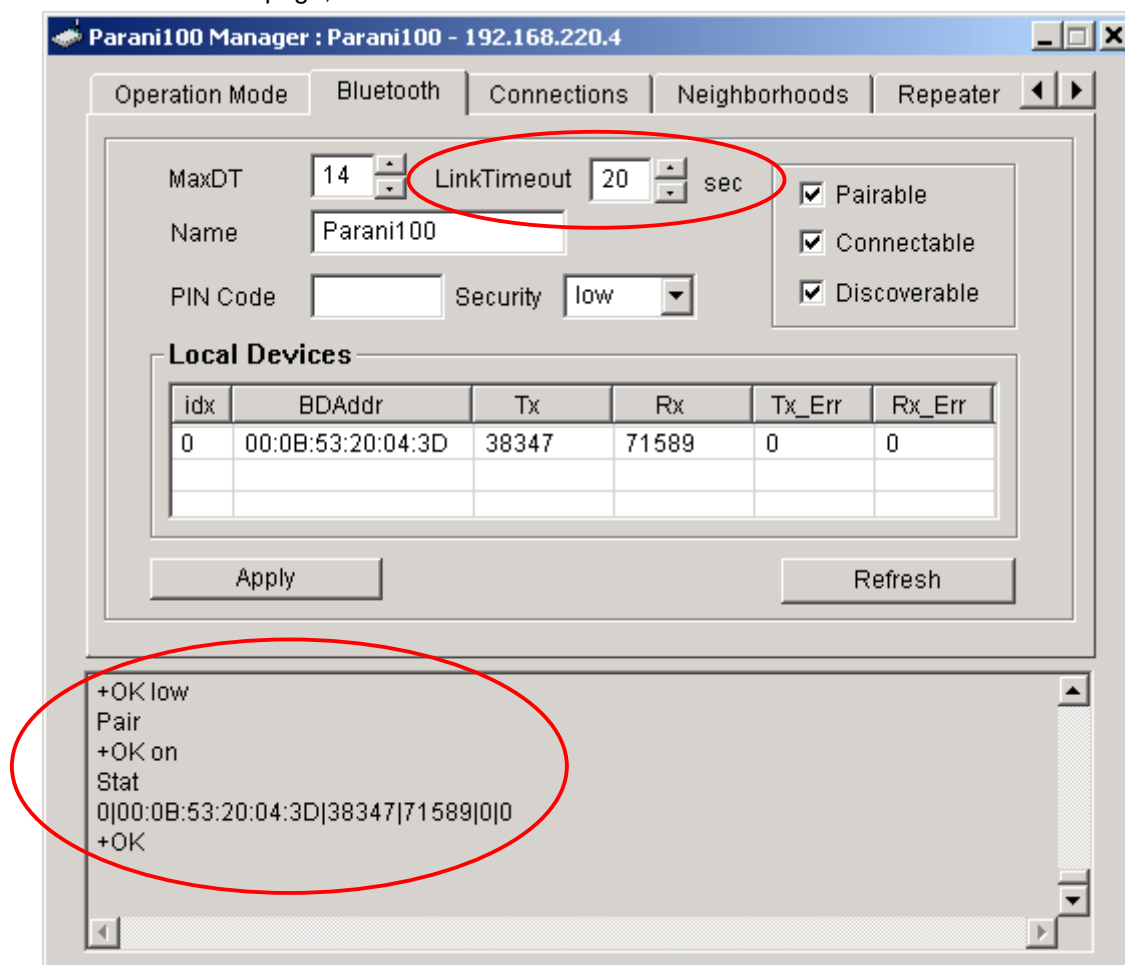 Parani100 Manager : Parani100 - 192.168.220.4
Operation Mode Bluetooth Connections Neighborhoods Repeater
MaxDT 14 LinkTimeout 20 sec
Pairable
Name Parani100
Connectable
PIN Code Security low
Discoverable
Local Devices
idx BDAddr Tx Rx Tx_Err Rx_Err
0 00:0B:53:20:04:3D 38347 71589 0 0
Apply Refresh
+OK low
Pair
+OK on
Stat
0|00:0B:53:20:04:3D|38347|71589|0|0
+OK